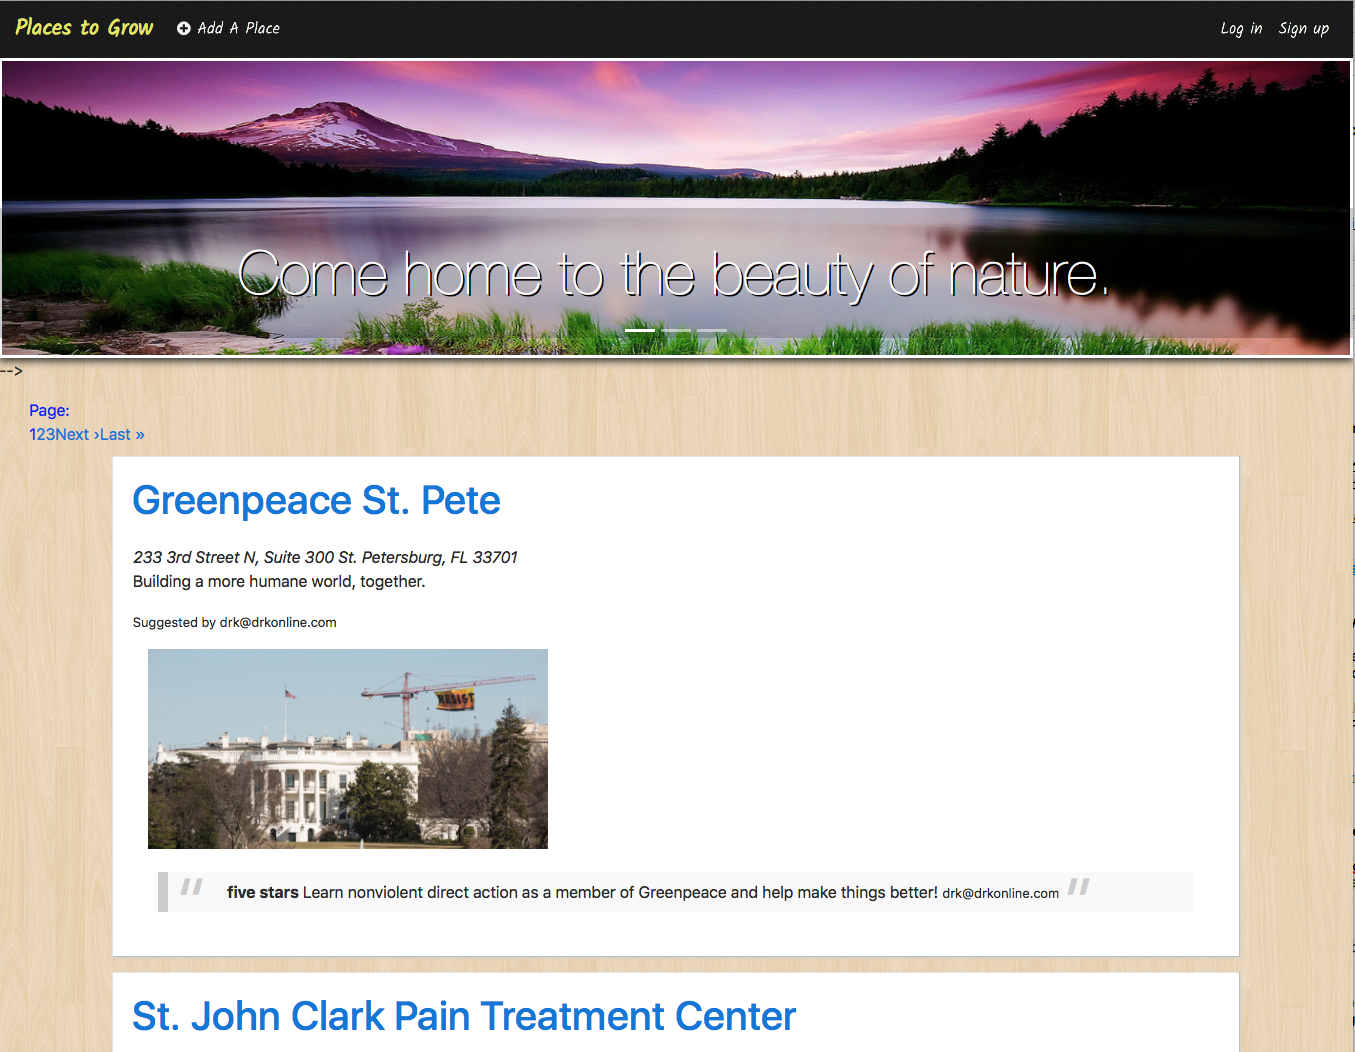 Places to Grow Add A Place Log in Sign up
Come home to the beauty of nature.
-->
Page:
123Next ›Last »
Greenpeace St. Pete
233 3rd Street N, Suite 300 St. Petersburg, FL 33701
Building a more humane world, together.
Suggested by drk@drkonline.com
RESIST
" five stars Learn nonviolent direct action as a member of Greenpeace and help make things better! drk@drkonline.com "
St. John Clark Pain Treatment Center